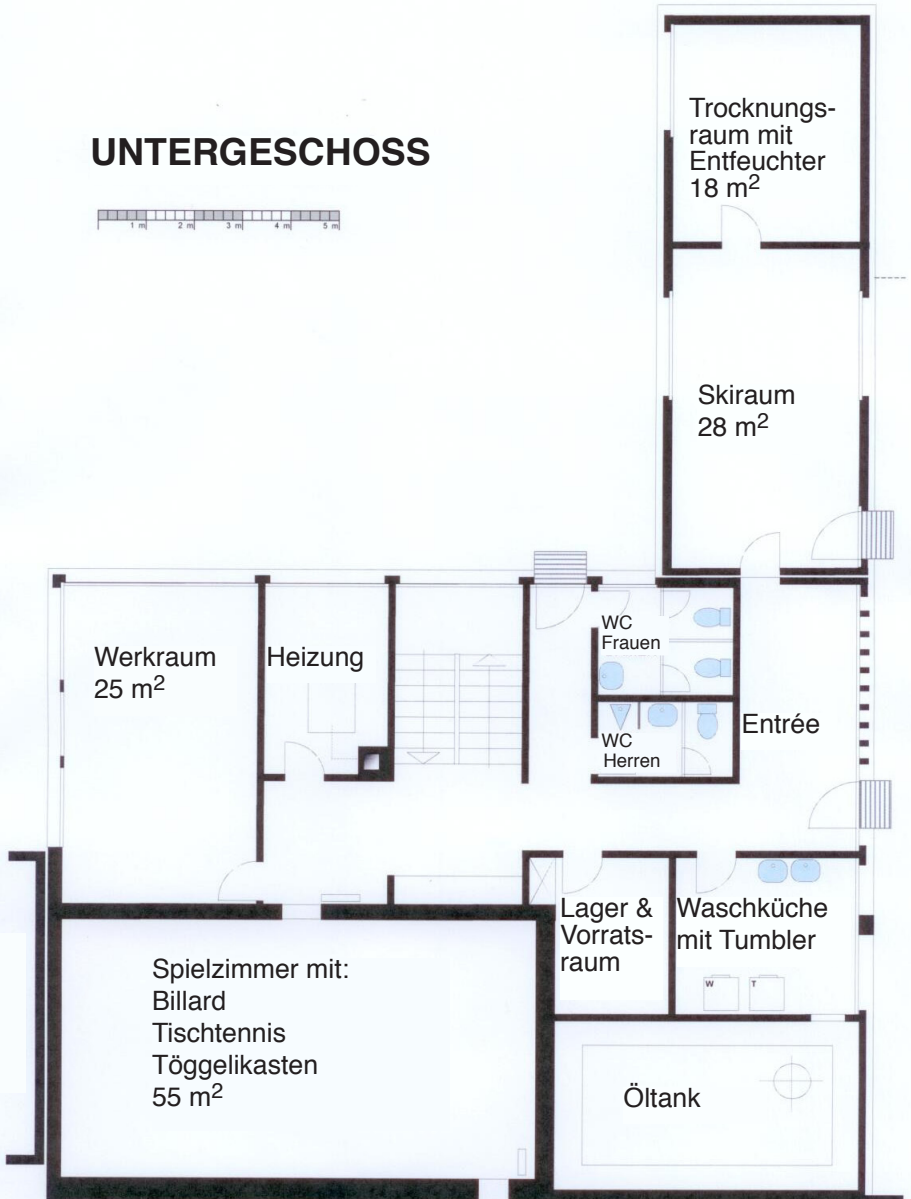 UNTERGESCHOSS
1 m 2 m 3 m 4 m 5 m
Trocknungs-
raum mit
Entfeuchter
18 m²
Skiraum
28 m²
Werkraum
25 m²
Heizung
WC
Frauen
WC
Herren
Entrée
Lager &
Vorrats-
raum
Waschküche
mit Tumbler
W T
Spielzimmer mit:
Billard
Tischtennis
Töggelikasten
55 m²
Öltank